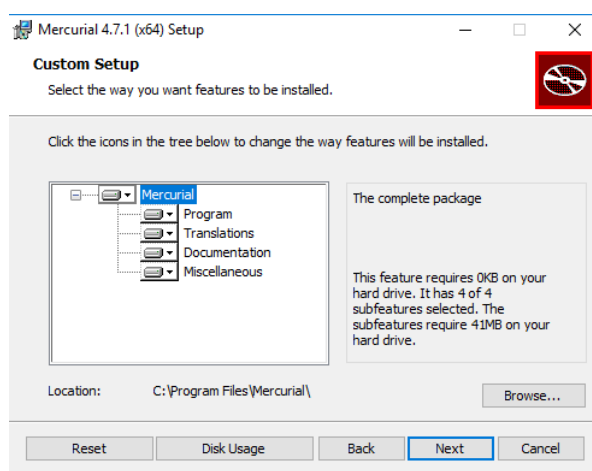 Mercurial 4.7.1 (x64) Setup
Custom Setup
Select the way you want features to be installed.
Click the icons in the tree below to change the way features will be installed.
Mercurial
Program
Translations
Documentation
Miscellaneous
The complete package
This feature requires 0KB on your
hard drive. It has 4 of 4
subfeatures selected. The
subfeatures require 41MB on your
hard drive.
Location: C:\Program Files\Mercurial\
Browse...
Reset Disk Usage Back Next Cancel